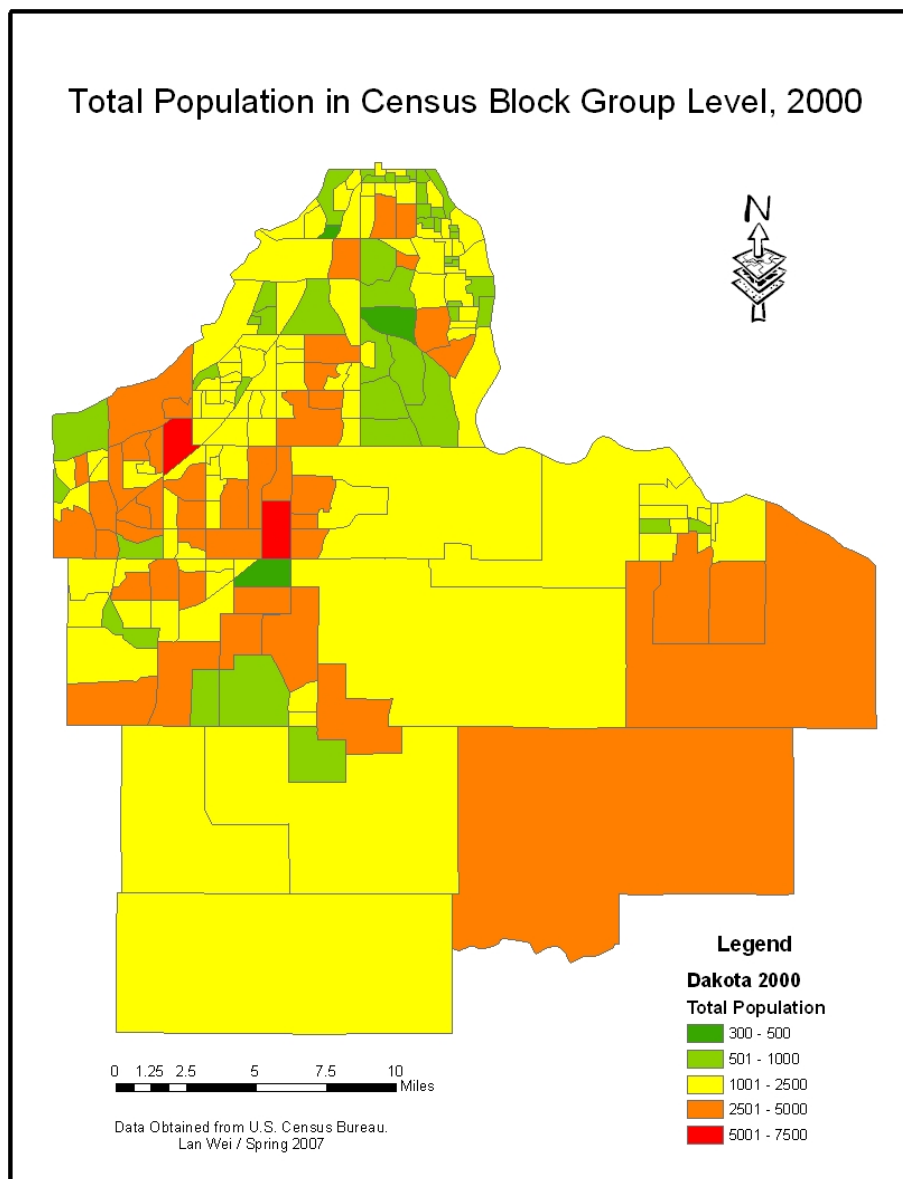 Total Population in Census Block Group Level, 2000
N
Legend
Dakota 2000
Total Population
300 - 500
501 - 1000
1001 - 2500
2501 - 5000
5001 - 7500
0 1.25 2.5 5 7.5 10
Miles
Data Obtained from U.S. Census Bureau.
Lan Wei / Spring 2007